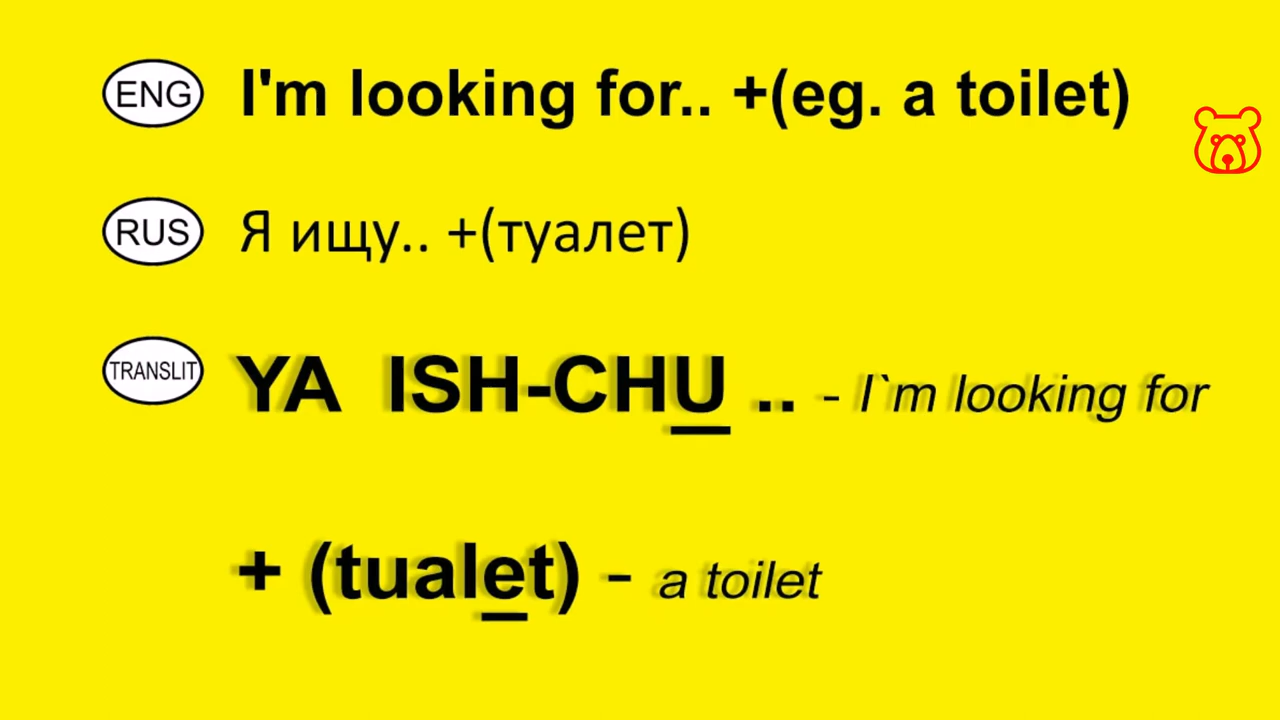 ENG I'm looking for.. +(eg. a toilet)
RUS Я ищу.. +(туалет)
TRANSLIT YA ISH-CHU .. - I`m looking for
+ (tualet) - a toilet